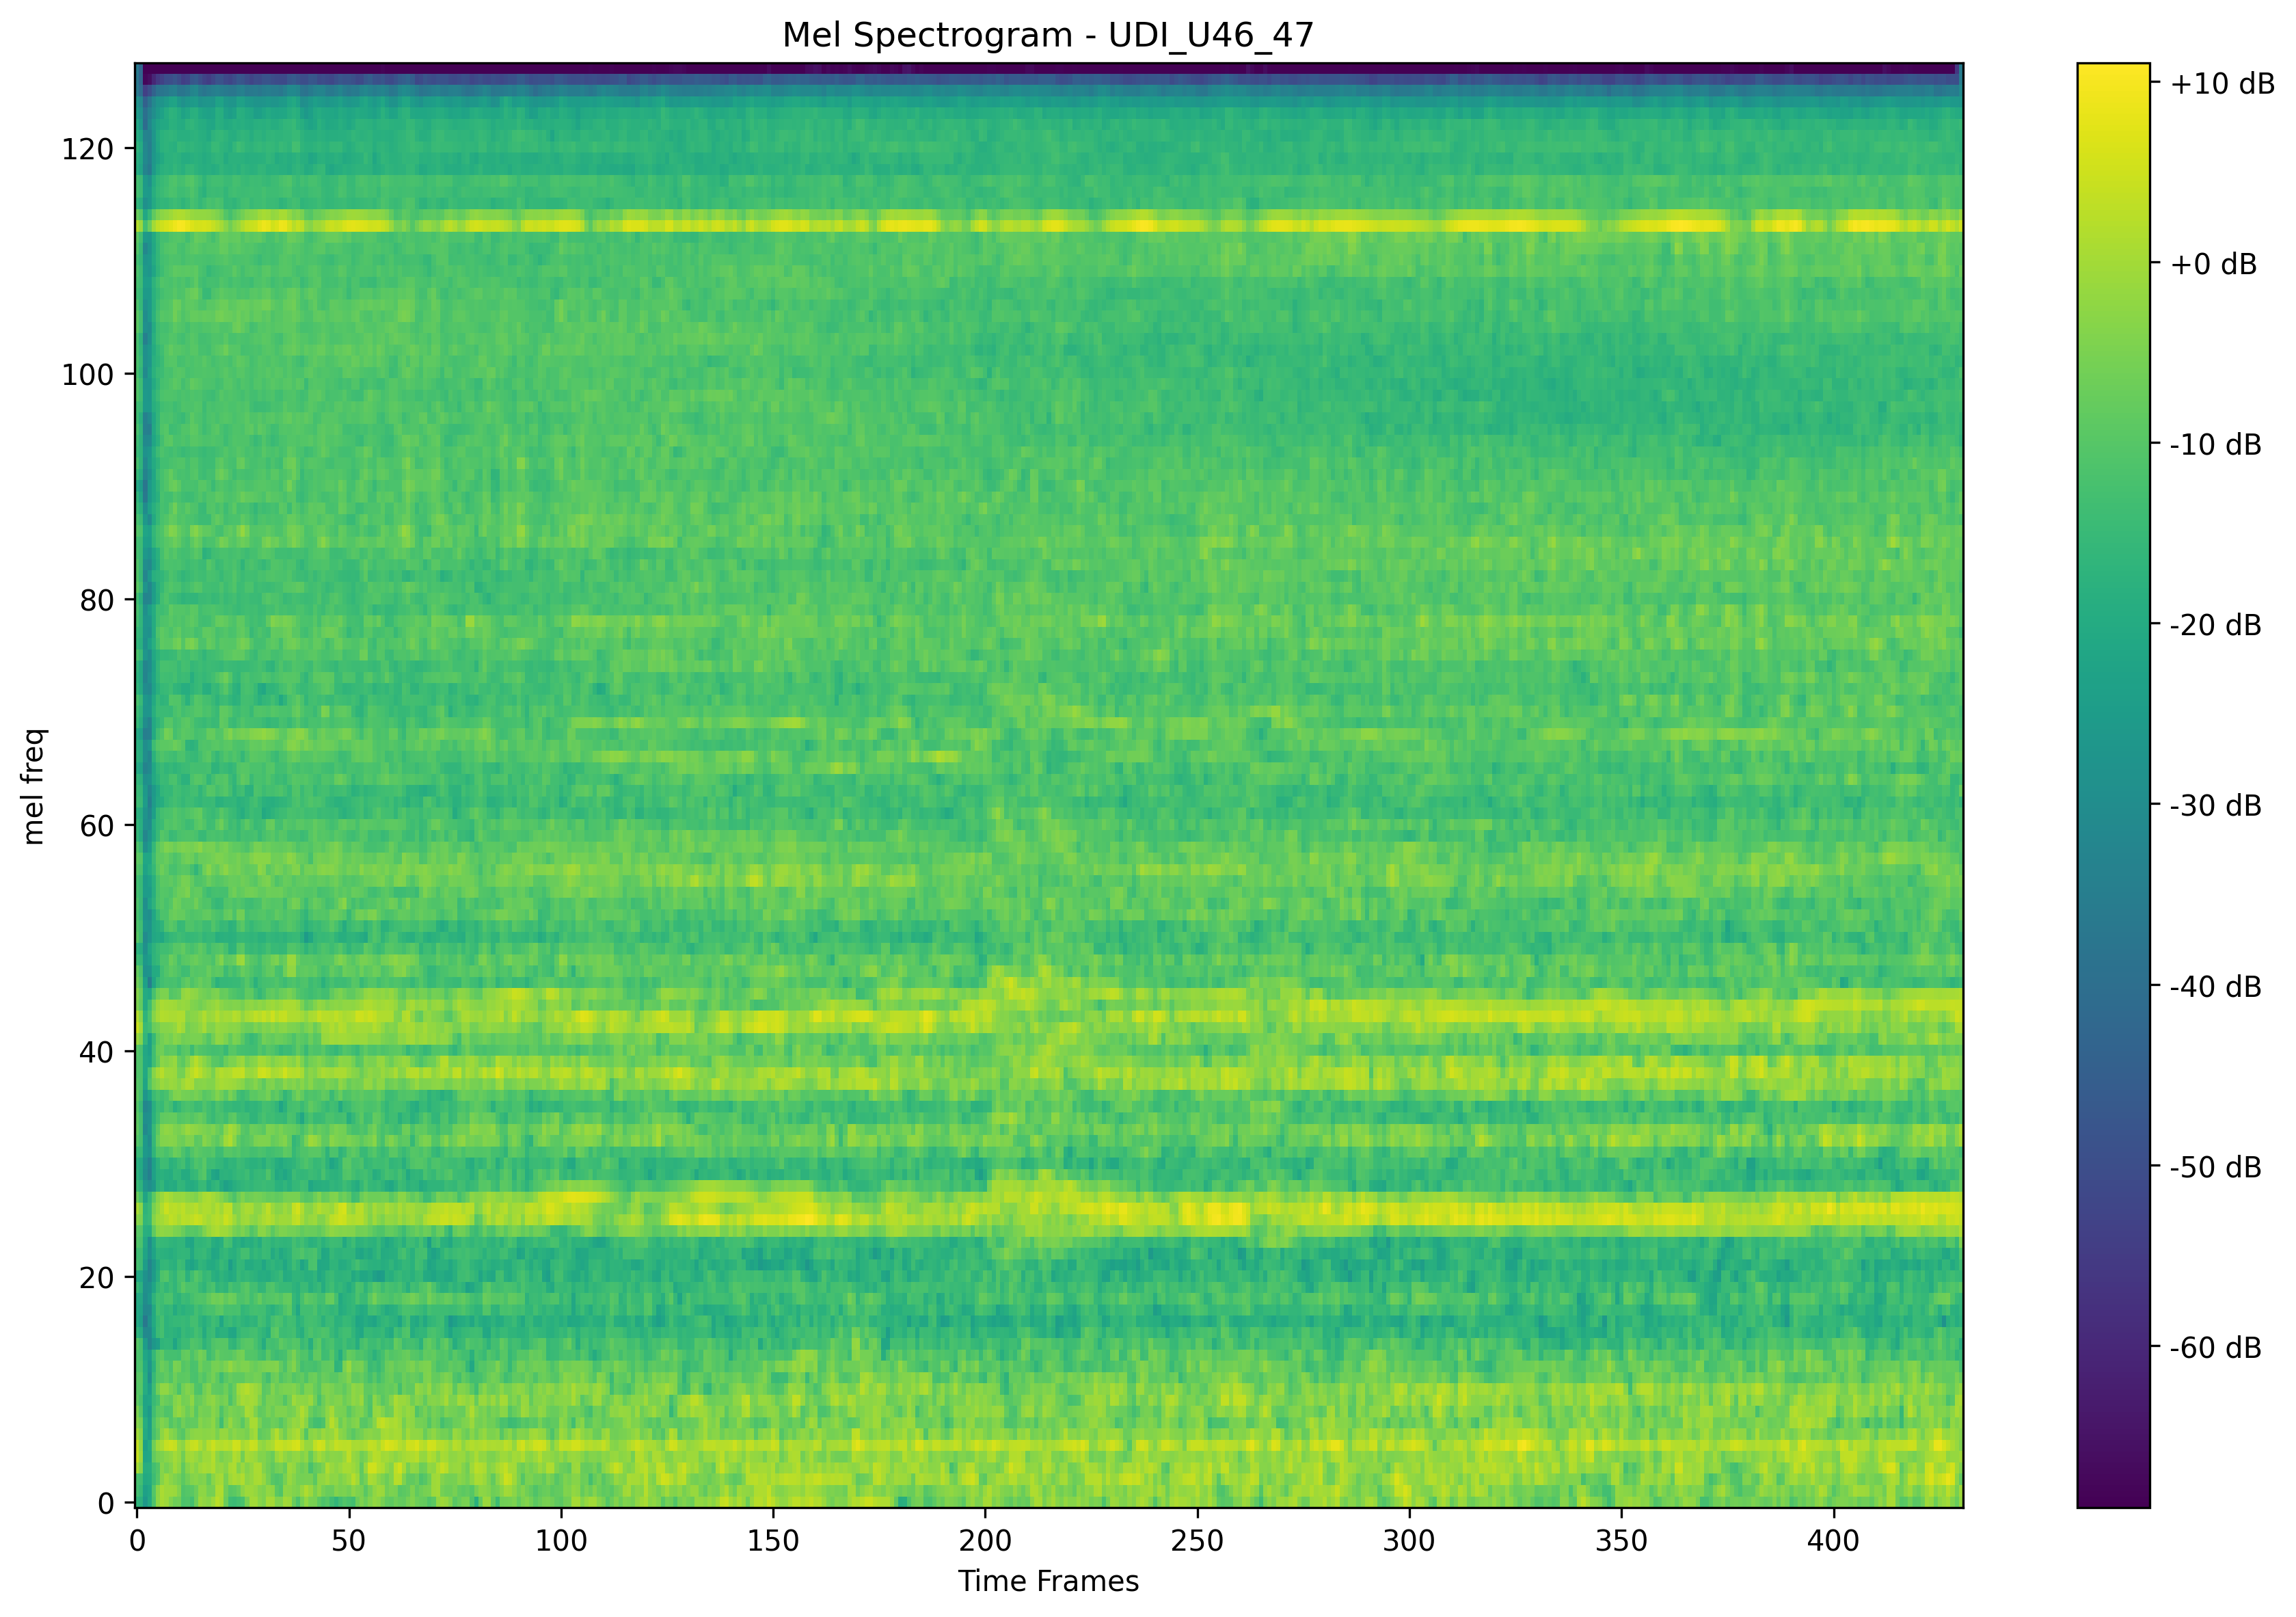 Mel Spectrogram - UDI_U46_47
mel freq
120
100
80
60
40
20
0
0 50 100 150 200 250 300 350 400
Time Frames
+10 dB
+0 dB
-10 dB
-20 dB
-30 dB
-40 dB
-50 dB
-60 dB